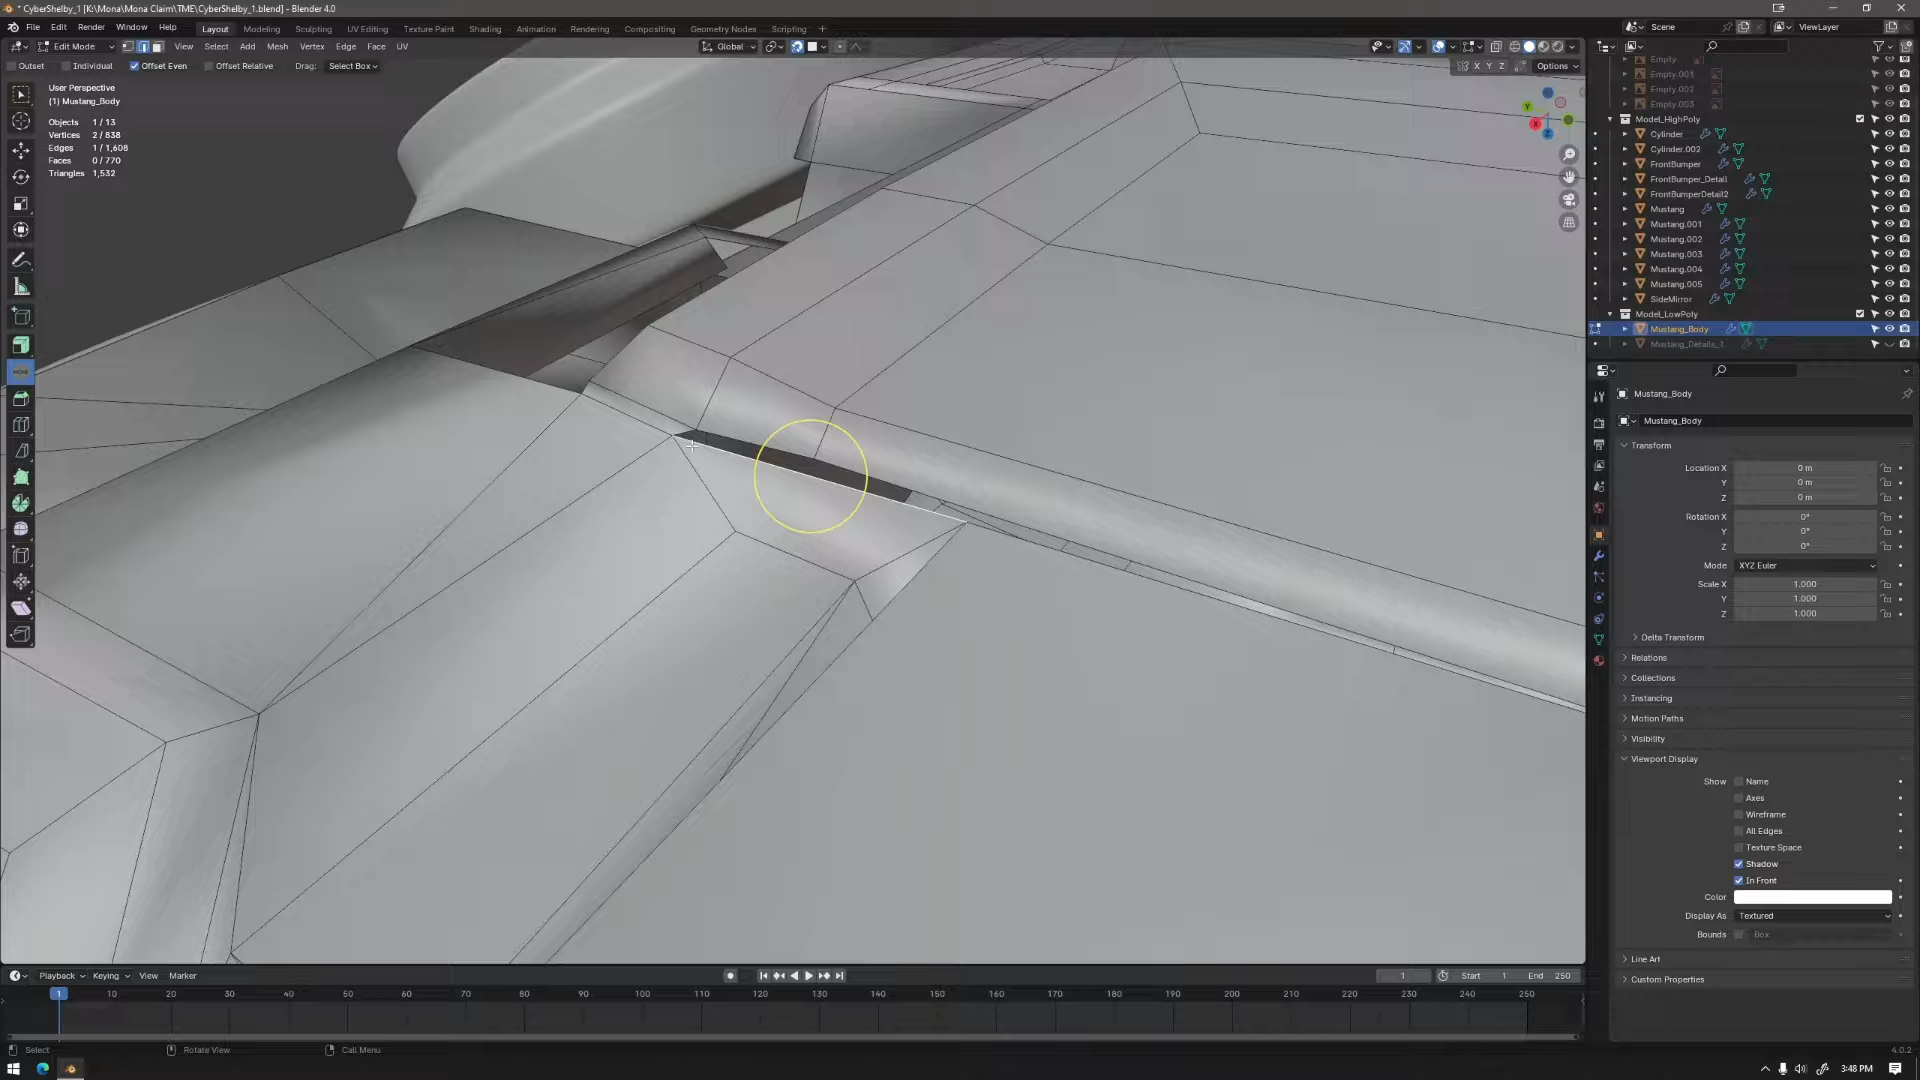 * CyberShelby_1 [K:\Mona\Mona Claim\TME\CyberShelby_1.blend] - Blender 4.0
File Edit Render Window Help Layout Modeling Sculpting UV Editing Texture Paint Shading Animation Rendering Compositing Geometry Nodes Scripting + Scene ViewLayer
Edit Mode View Select Add Mesh Vertex Edge Face UV Global
Outset Individual Offset Even Offset Relative Drag: Select Box X Y Z Options
User Perspective
(1) Mustang_Body
Objects 1 / 13
Vertices 2 / 838
Edges 1 / 1,608
Faces 0 / 770
Triangles 1,532
Y
X
Z
Empty
Empty.001
Empty.002
Empty.003
Model_HighPoly
Cylinder
Cylinder.002
FrontBumper
FrontBumper_Detail
FrontBumperDetail2
Mustang
Mustang.001
Mustang.002
Mustang.003
Mustang.004
Mustang.005
SideMirror
Model_LowPoly
Mustang_Body
Mustang_Details_1
Mustang_Body
Mustang_Body
Transform
Location X 0 m
Y 0 m
Z 0 m
Rotation X 0°
Y 0°
Z 0°
Mode XYZ Euler
Scale X 1.000
Y 1.000
Z 1.000
Delta Transform
Relations
Collections
Instancing
Motion Paths
Visibility
Viewport Display
Show Name
Axes
Wireframe
All Edges
Texture Space
Shadow
In Front
Color
Display As Textured
Bounds Box
Line Art
Custom Properties
Playback Keying View Marker 1 Start 1 End 250
1 10 20 30 40 50 60 70 80 90 100 110 120 130 140 150 160 170 180 190 200 210 220 230 240 250
Select Rotate View Call Menu 4.0.2
3:48 PM